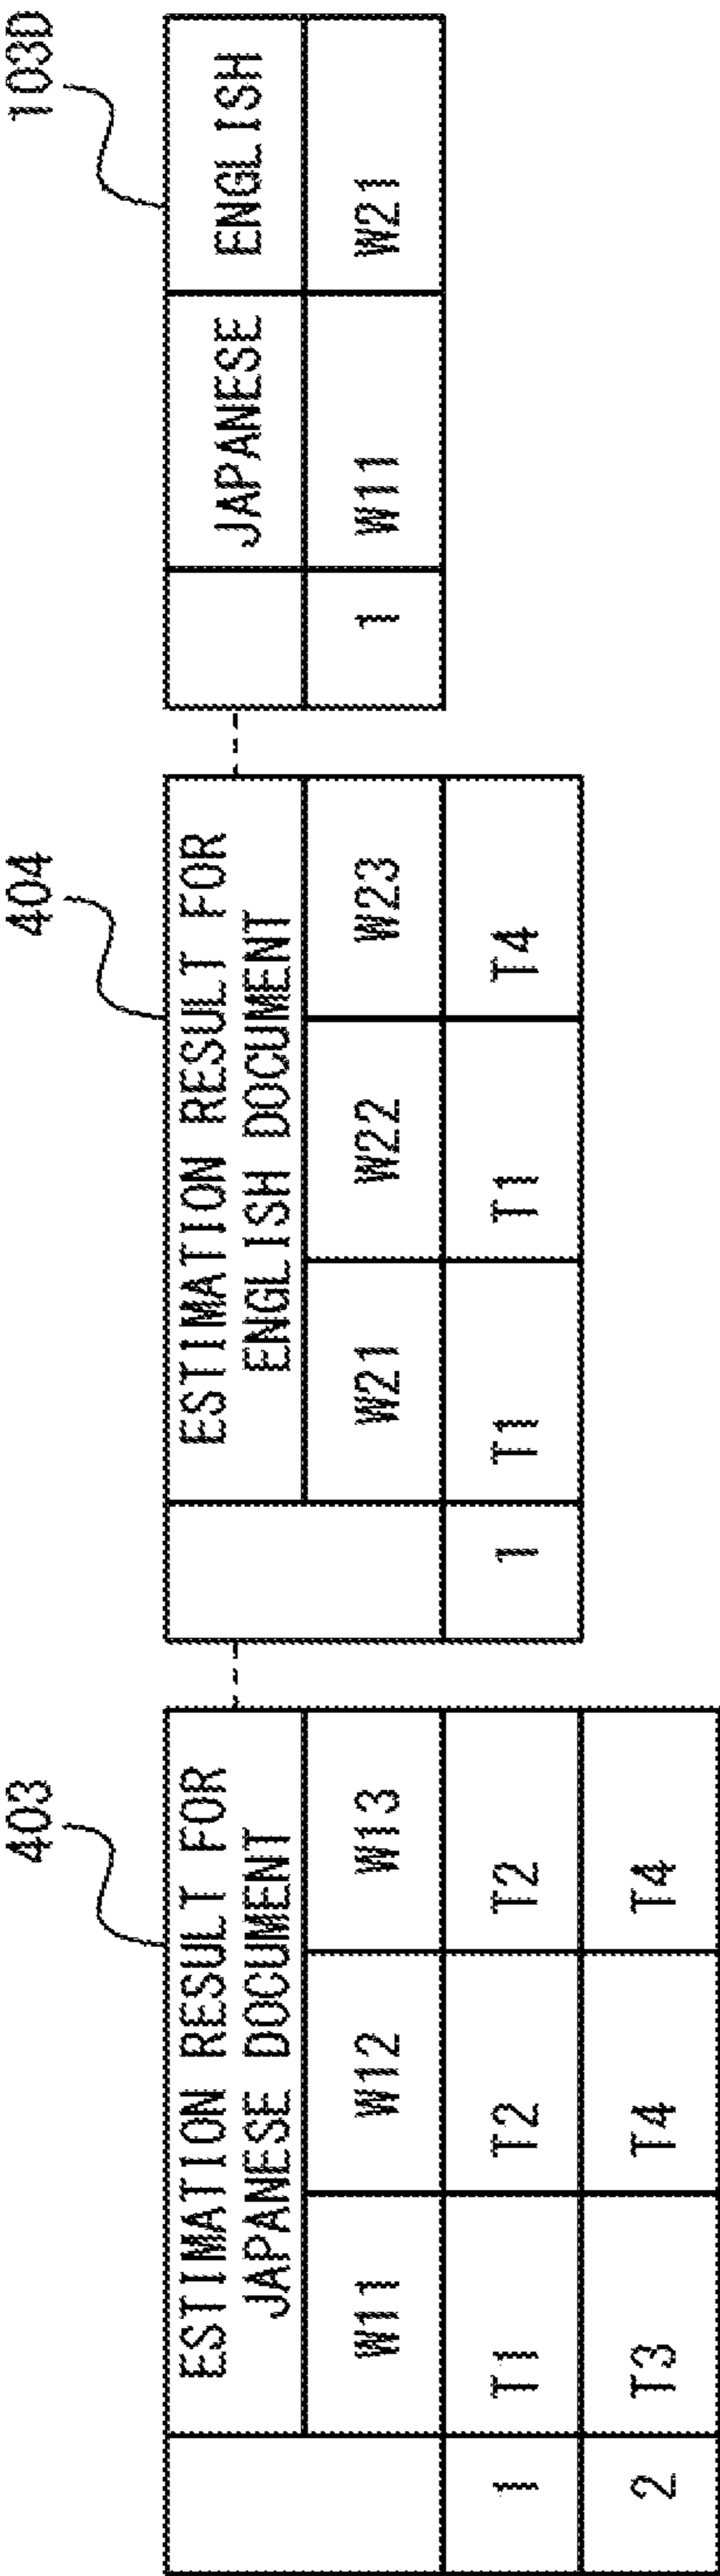 403
ESTIMATION RESULT FOR
JAPANESE DOCUMENT
W11 W12 W13
1 T1 T2 T2
2 T3 T4 T4
404
ESTIMATION RESULT FOR
ENGLISH DOCUMENT
W21 W22 W23
1 T1 T1 T4
103D
JAPANESE ENGLISH
1 W11 W21